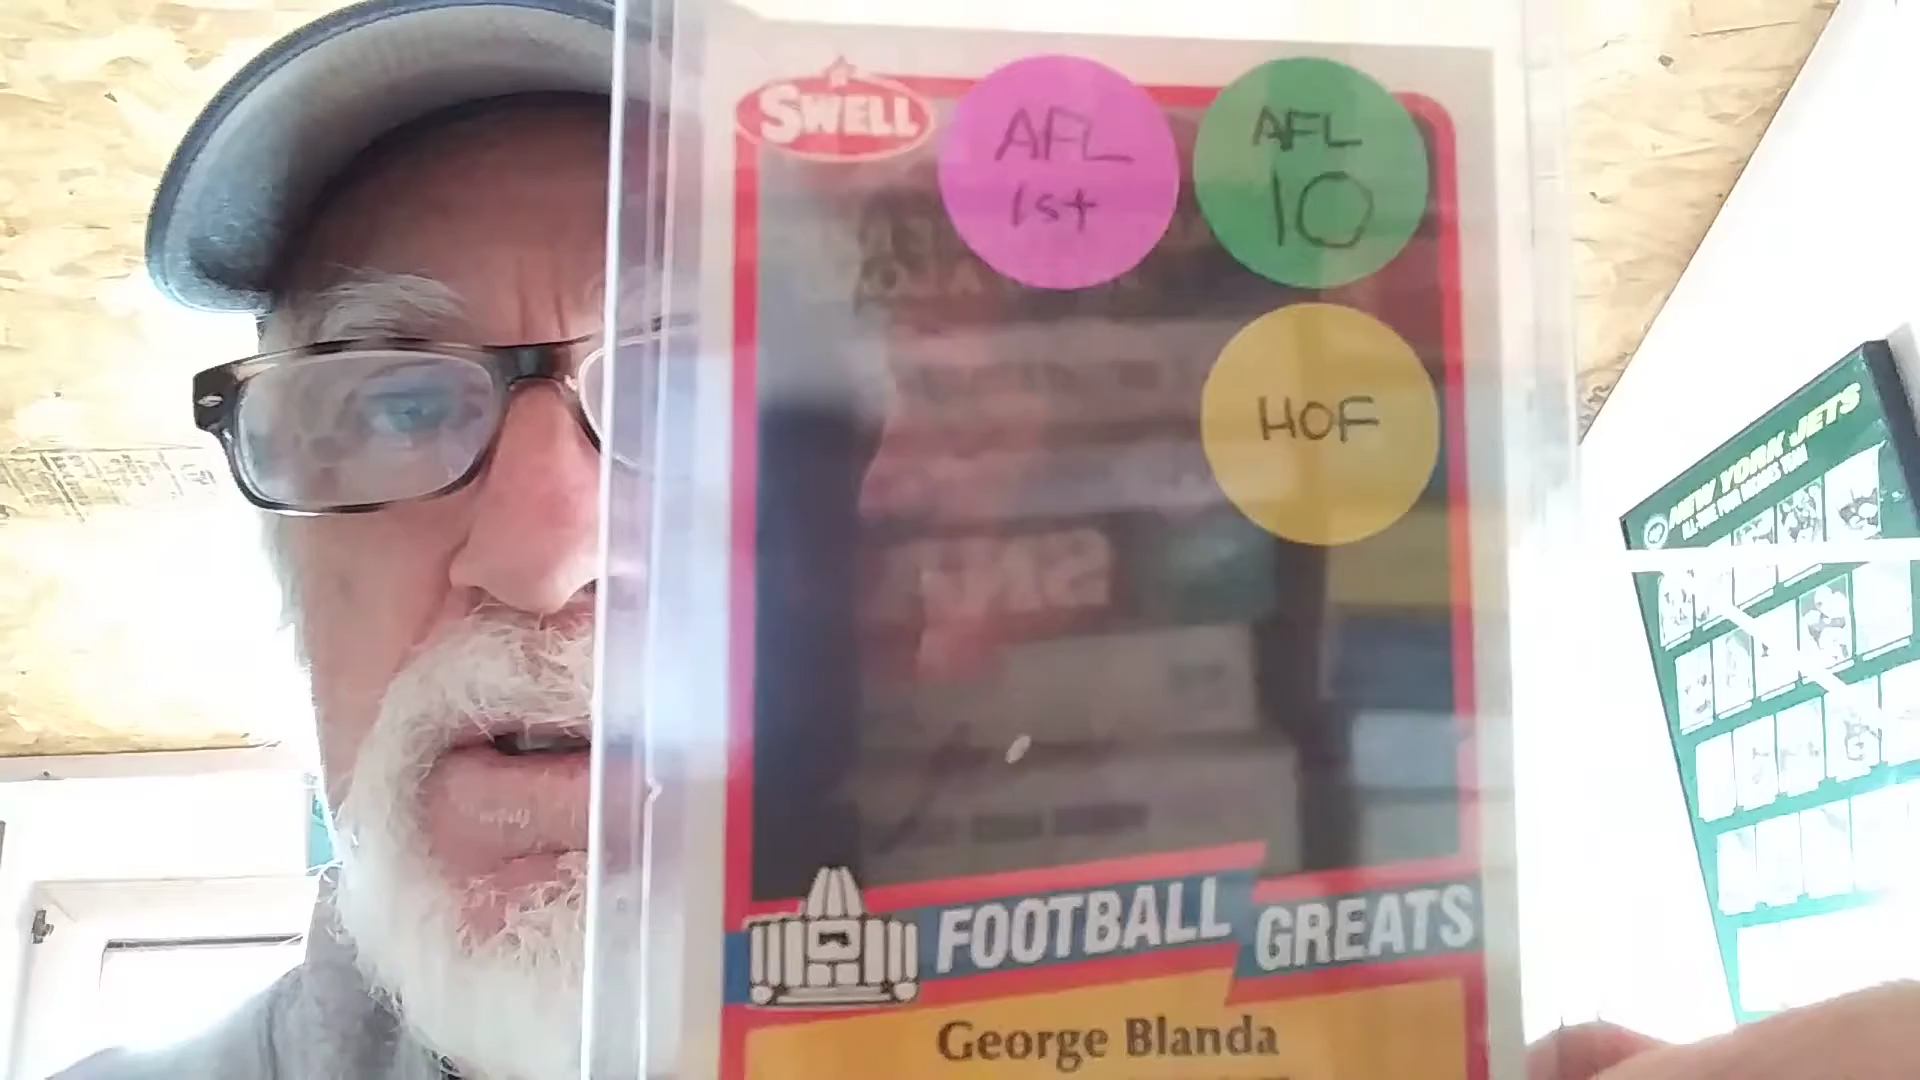 SWELL
AFL
1st
AFL
10
HOF
FOOTBALL GREATS
George Blanda
NEW YORK JETS